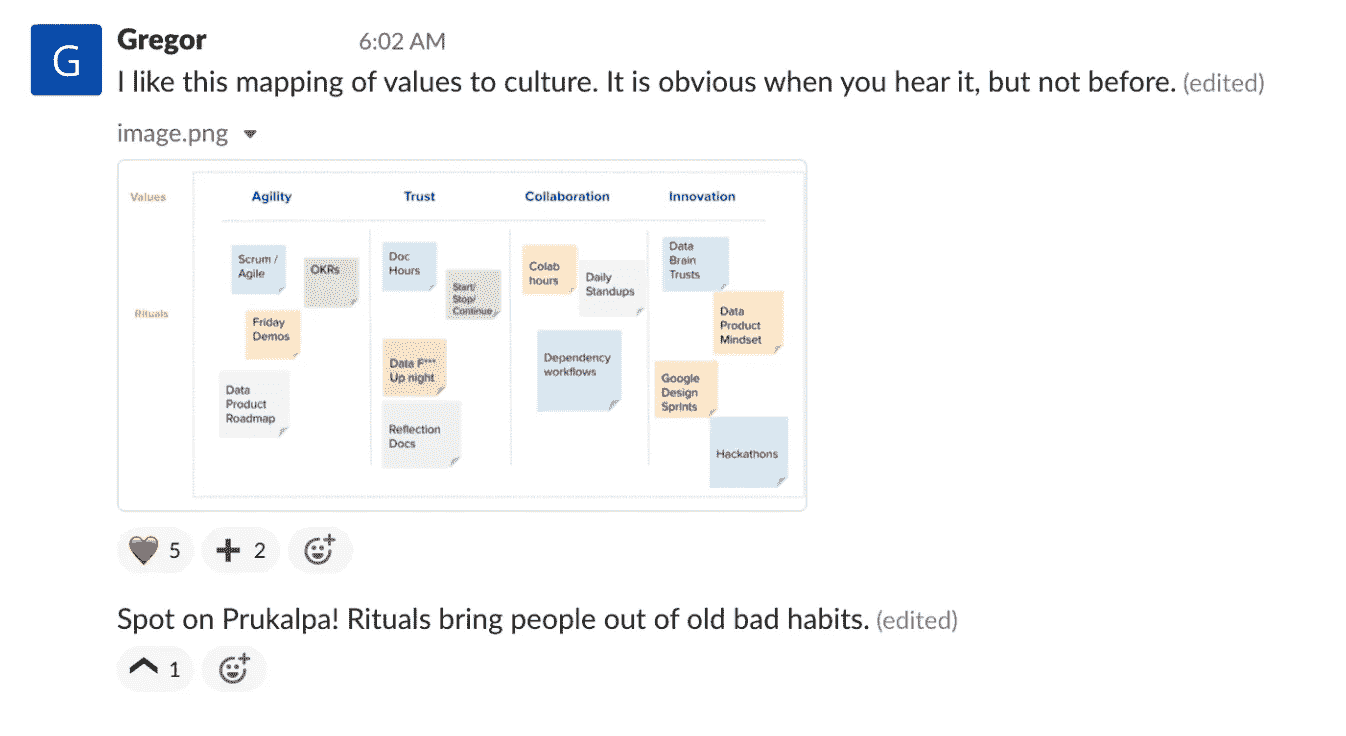 G
Gregor 6:02 AM
I like this mapping of values to culture. It is obvious when you hear it, but not before. (edited)
image.png
Values
Agility
Trust
Collaboration
Innovation
Rituals
Scrum /
Agile
OKRs
Friday
Demos
Data
Product
Roadmap
Doc
Hours
Start/
Stop/
Continue
Data F***
Up night
Reflection
Docs
Colab
hours
Daily
Standups
Dependency
workflows
Data
Brain
Trusts
Data
Product
Mindset
Google
Design
Sprints
Hackathons
5
2
Spot on Prukalpa! Rituals bring people out of old bad habits. (edited)
1